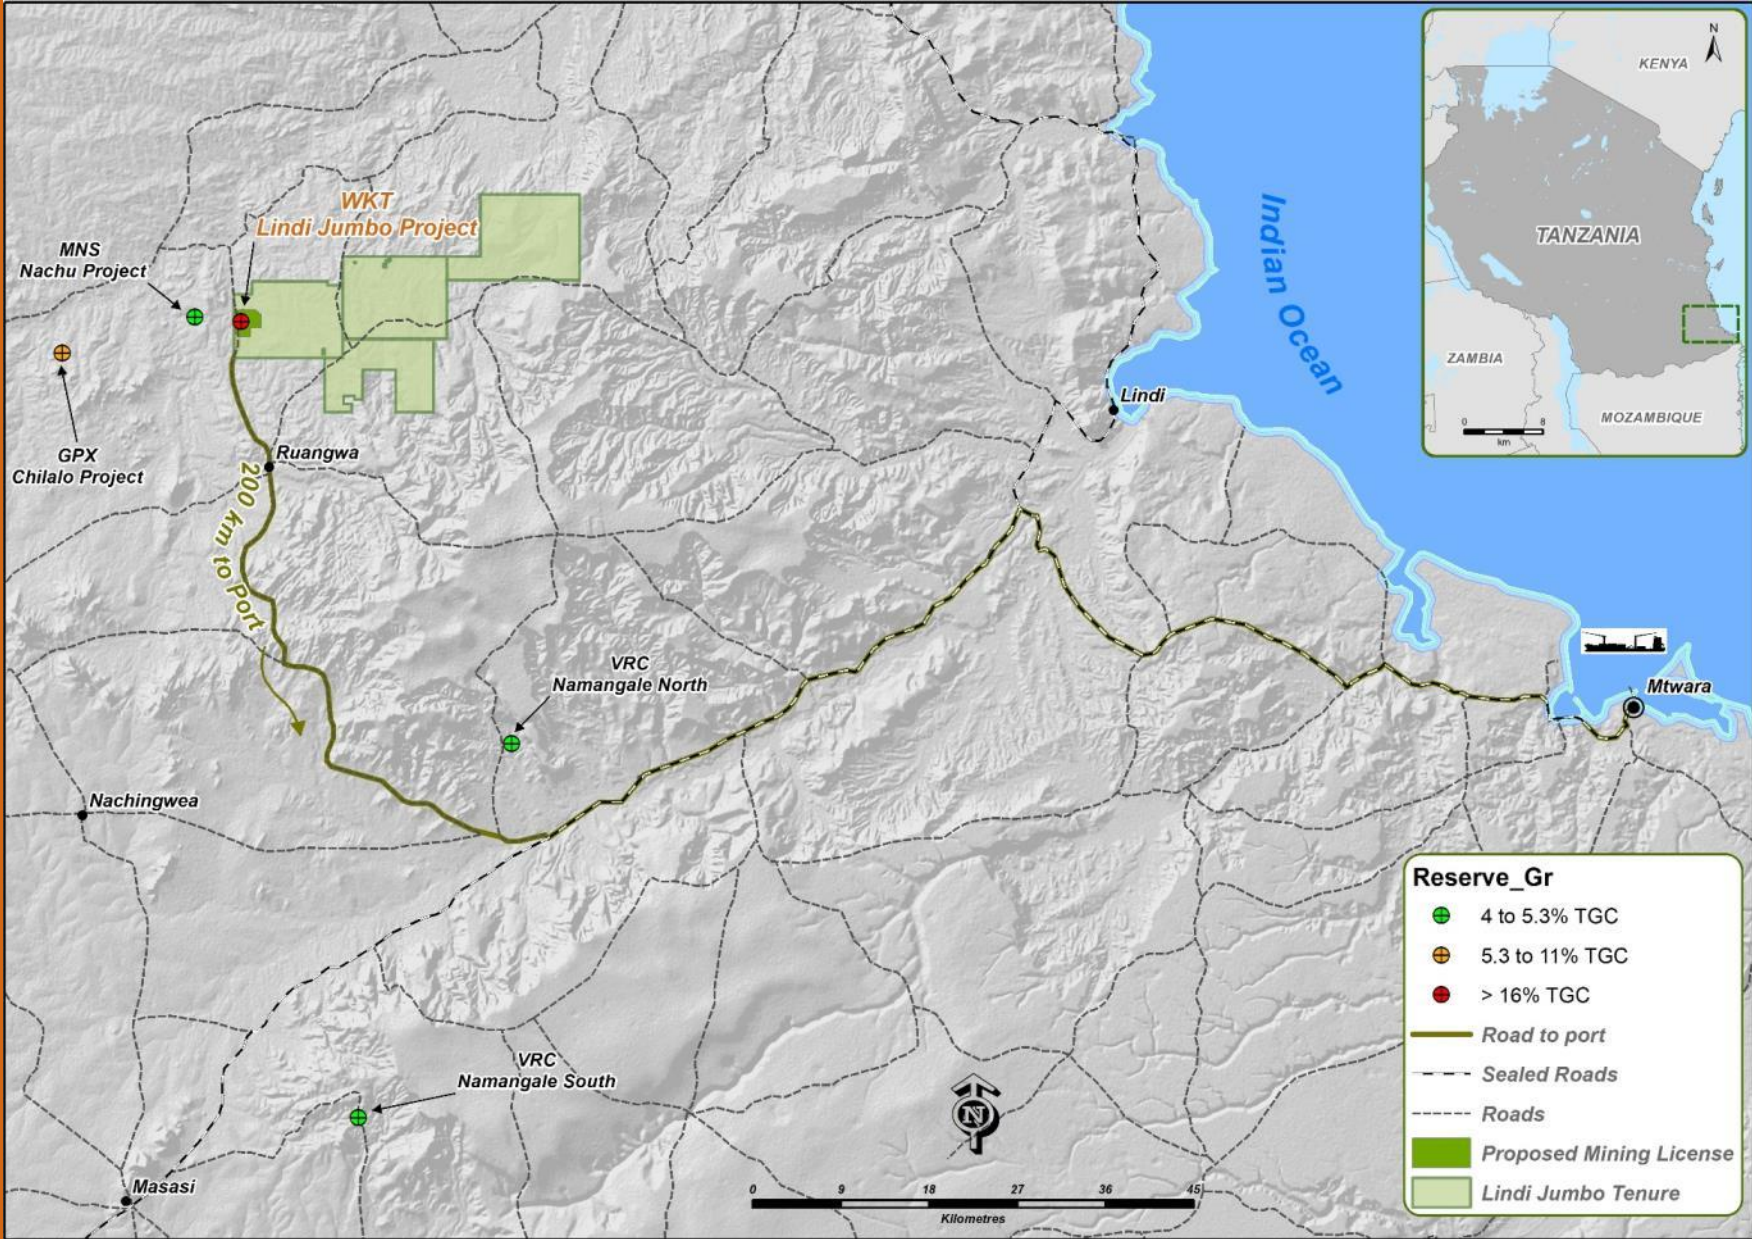 WKT
Lindi Jumbo Project
MNS
Nachu Project
GPX
Chilalo Project
Ruangwa
200 km to Port
Lindi
Indian Ocean
VRC
Namangale North
Nachingwea
Mtwara
VRC
Namangale South
Masasi
N
0 9 18 27 36 45
Kilometres
N
KENYA
TANZANIA
ZAMBIA
MOZAMBIQUE
0 8
km
Reserve_Gr
4 to 5.3% TGC
5.3 to 11% TGC
> 16% TGC
Road to port
Sealed Roads
Roads
Proposed Mining License
Lindi Jumbo Tenure